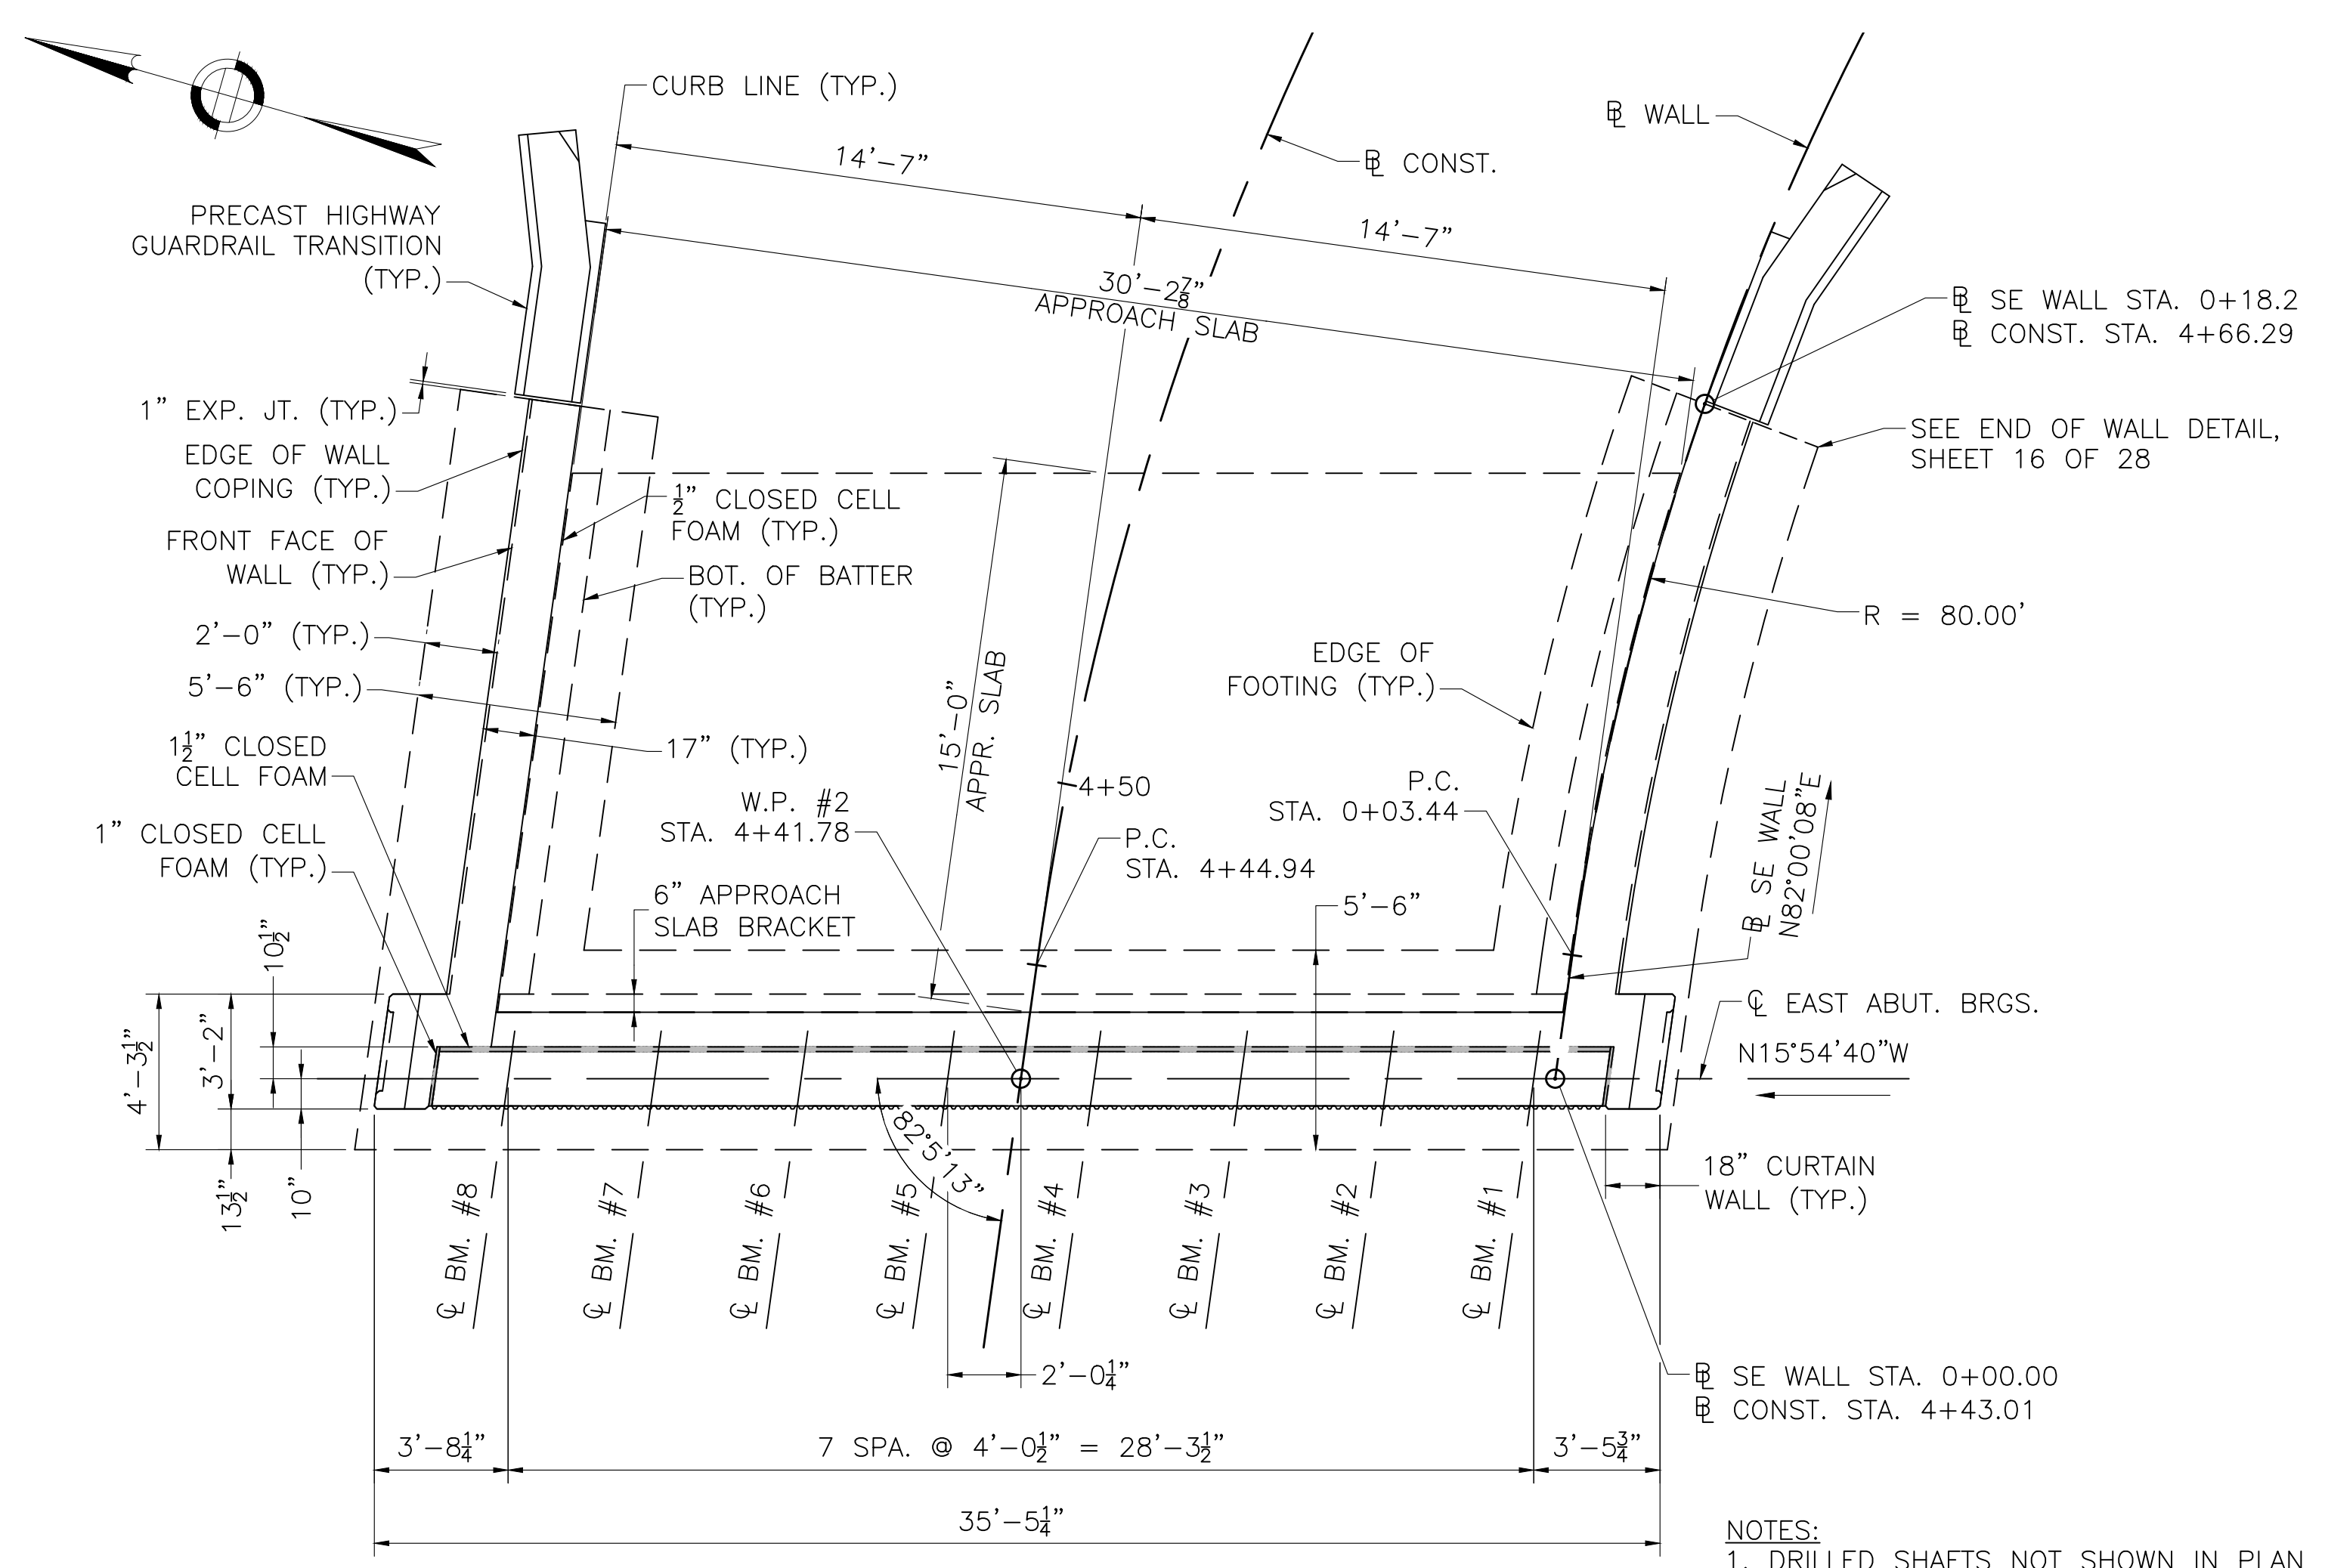 CURB LINE (TYP.)
14'-7"
℄ CONST.
℄ WALL
PRECAST HIGHWAY
GUARDRAIL TRANSITION
(TYP.)
14'-7"
30'-2⅞"
APPROACH SLAB
℄ SE WALL STA. 0+18.2
℄ CONST. STA. 4+66.29
1" EXP. JT. (TYP.)
EDGE OF WALL
COPING (TYP.)
SEE END OF WALL DETAIL,
SHEET 16 OF 28
½" CLOSED CELL
FOAM (TYP.)
FRONT FACE OF
WALL (TYP.)
BOT. OF BATTER
(TYP.)
R = 80.00'
2'-0" (TYP.)
EDGE OF
FOOTING (TYP.)
5'-6" (TYP.)
15'-0"
APPR. SLAB
1½" CLOSED
CELL FOAM
17" (TYP.)
4+50
W.P. #2
STA. 4+41.78
P.C.
STA. 0+03.44
1" CLOSED CELL
FOAM (TYP.)
P.C.
STA. 4+44.94
℄ SE WALL
N82°00'08"E
6" APPROACH
SLAB BRACKET
5'-6"
10½"
4'-3½"
3'-2"
13½"
10"
℄ EAST ABUT. BRGS.
N15°54'40"W
82°5'13"
18" CURTAIN
WALL (TYP.)
℄ BM. #8
℄ BM. #7
℄ BM. #6
℄ BM. #5
℄ BM. #4
℄ BM. #3
℄ BM. #2
℄ BM. #1
2'-0¼"
℄ SE WALL STA. 0+00.00
℄ CONST. STA. 4+43.01
3'-8¼"
7 SPA. @ 4'-0½" = 28'-3½"
3'-5¾"
35'-5¼"
NOTES:
1. DRILLED SHAFTS NOT SHOWN IN PLAN